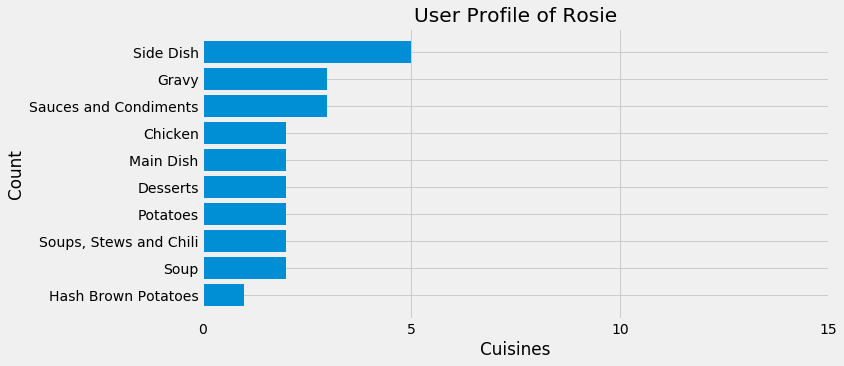 User Profile of Rosie
Side Dish
Gravy
Sauces and Condiments
Chicken
Main Dish
Desserts
Potatoes
Soups, Stews and Chili
Soup
Hash Brown Potatoes
Count
0 5 10 15
Cuisines